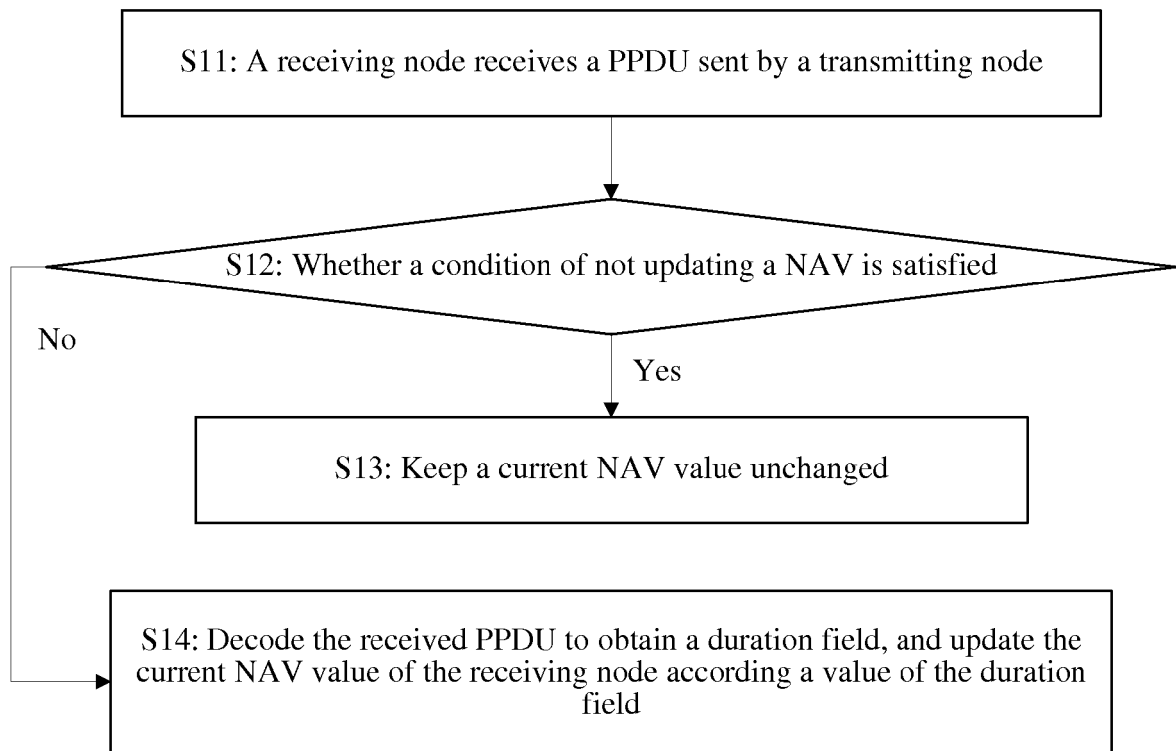 S11: A receiving node receives a PPDU sent by a transmitting node
S12: Whether a condition of not updating a NAV is satisfied
No
Yes
S13: Keep a current NAV value unchanged
S14: Decode the received PPDU to obtain a duration field, and update the
current NAV value of the receiving node according a value of the duration
field